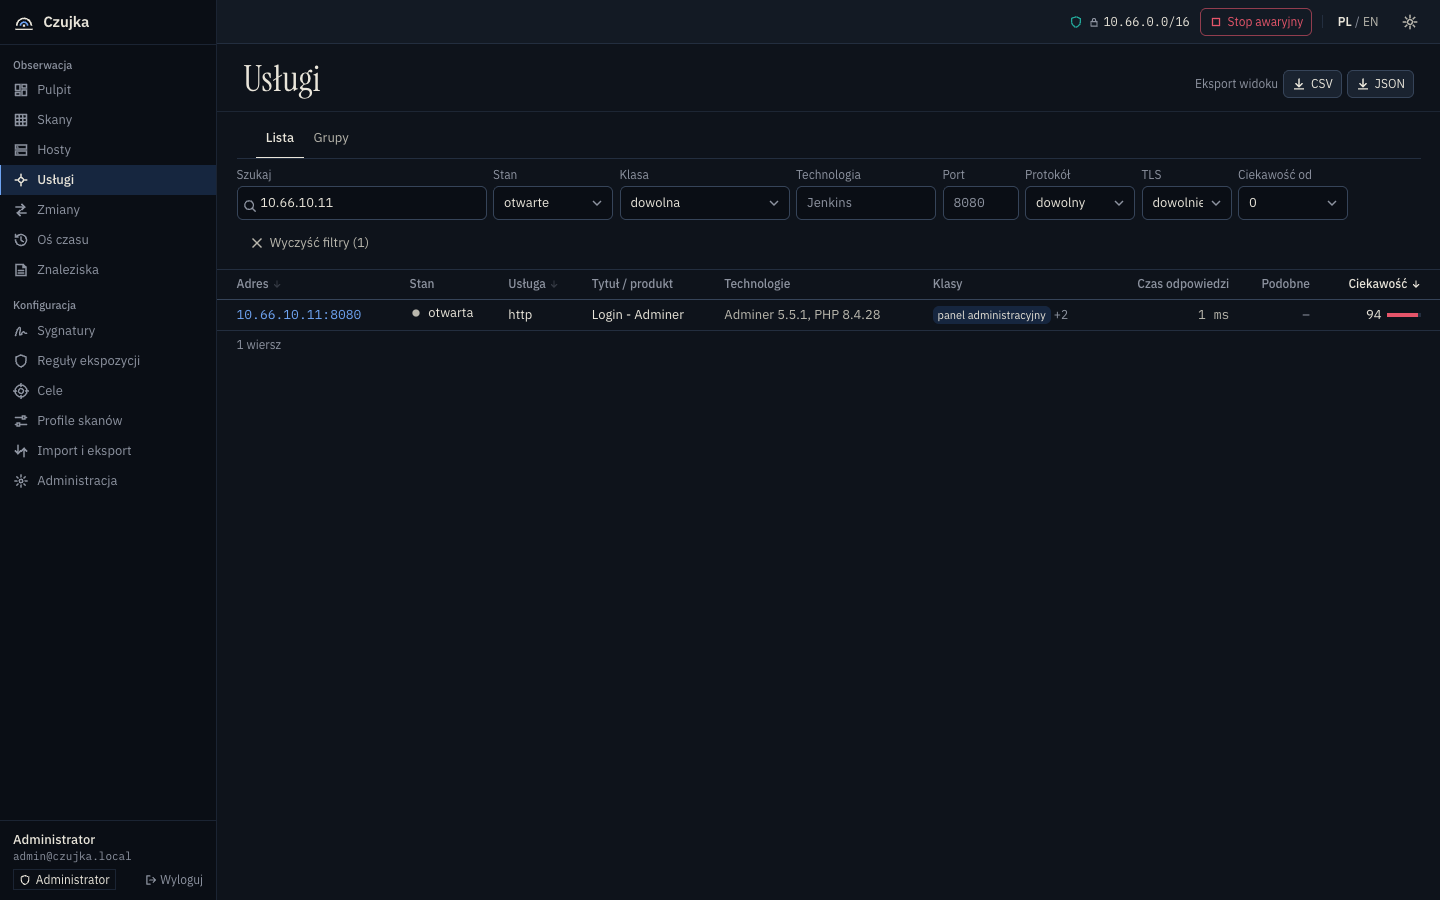 Czujka
10.66.0.0/16
Stop awaryjny
PL / EN
Obserwacja
Pulpit
Skany
Hosty
Usługi
Zmiany
Oś czasu
Znaleziska
Konfiguracja
Sygnatury
Reguły ekspozycji
Cele
Profile skanów
Import i eksport
Administracja
Administrator
admin@czujka.local
Administrator
Wyloguj
Usługi
Eksport widoku
CSV
JSON
Lista Grupy
Szukaj Stan Klasa Technologia Port Protokół TLS Ciekawość od
10.66.10.11 otwarte dowolna Jenkins 8080 dowolny dowolnie 0
Wyczyść filtry (1)
Adres ↓ Stan Usługa ↓ Tytuł / produkt Technologie Klasy Czas odpowiedzi Podobne Ciekawość ↓
10.66.10.11:8080 otwarta http Login - Adminer Adminer 5.5.1, PHP 8.4.28 panel administracyjny +2 1 ms – 94
1 wiersz